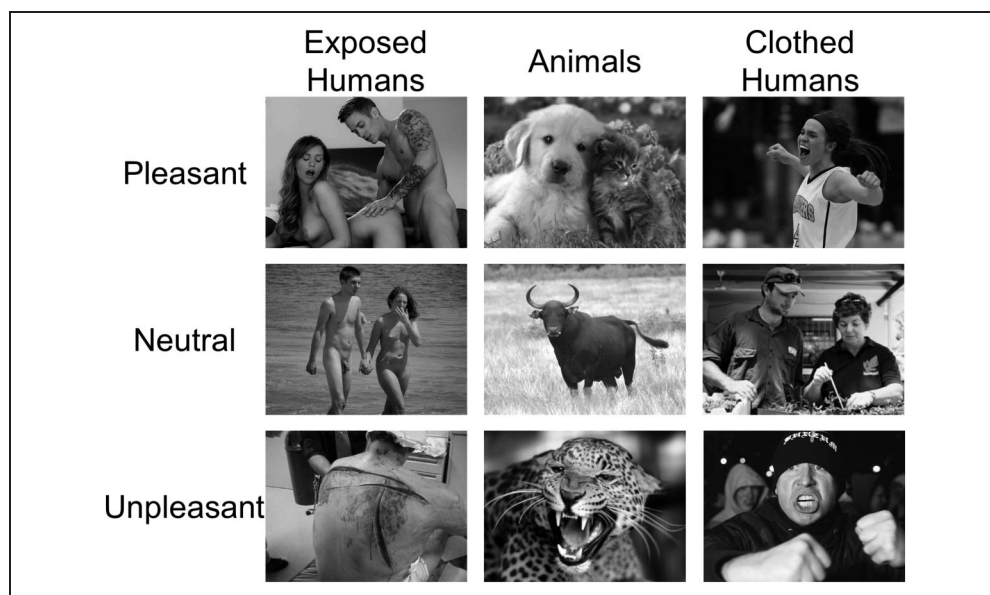 Exposed
Humans
Animals
Clothed
Humans
Pleasant
Neutral
Unpleasant